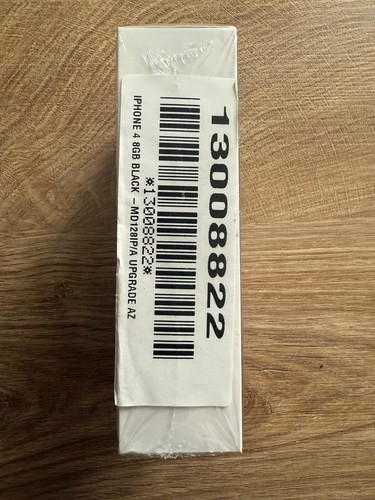 13008822
*13008822*
IPHONE 4 8GB BLACK - MD128IP/A UPGRADE AZ